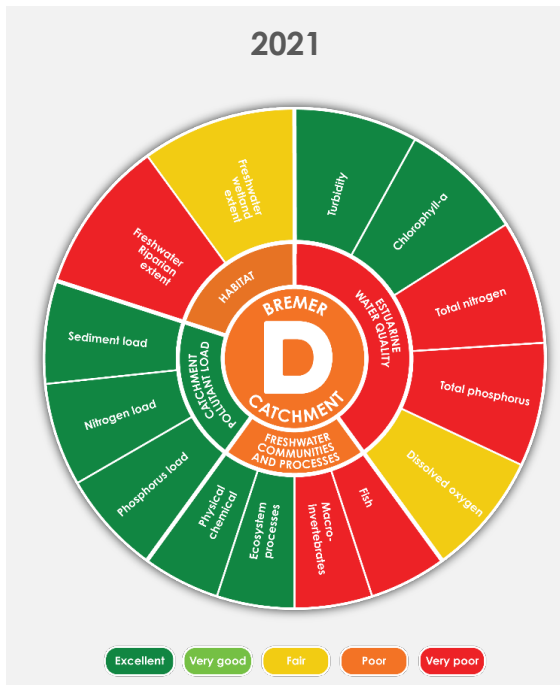 2021
Turbidity
Chlorophyll-a
Total nitrogen
Total phosphorus
Dissolved oxygen
Fish
Macro-
invertebrates
Ecosystem
processes
Physical
chemical
Phosphorus load
Nitrogen load
Sediment load
Freshwater
Riparian
extent
Freshwater
wetland
extent
HABITAT
ESTUARINE
WATER QUALITY
FRESHWATER
COMMUNITIES
AND PROCESSES
CATCHMENT
POLLUTANT LOAD
BREMER
D
CATCHMENT
Excellent
Very good
Fair
Poor
Very poor